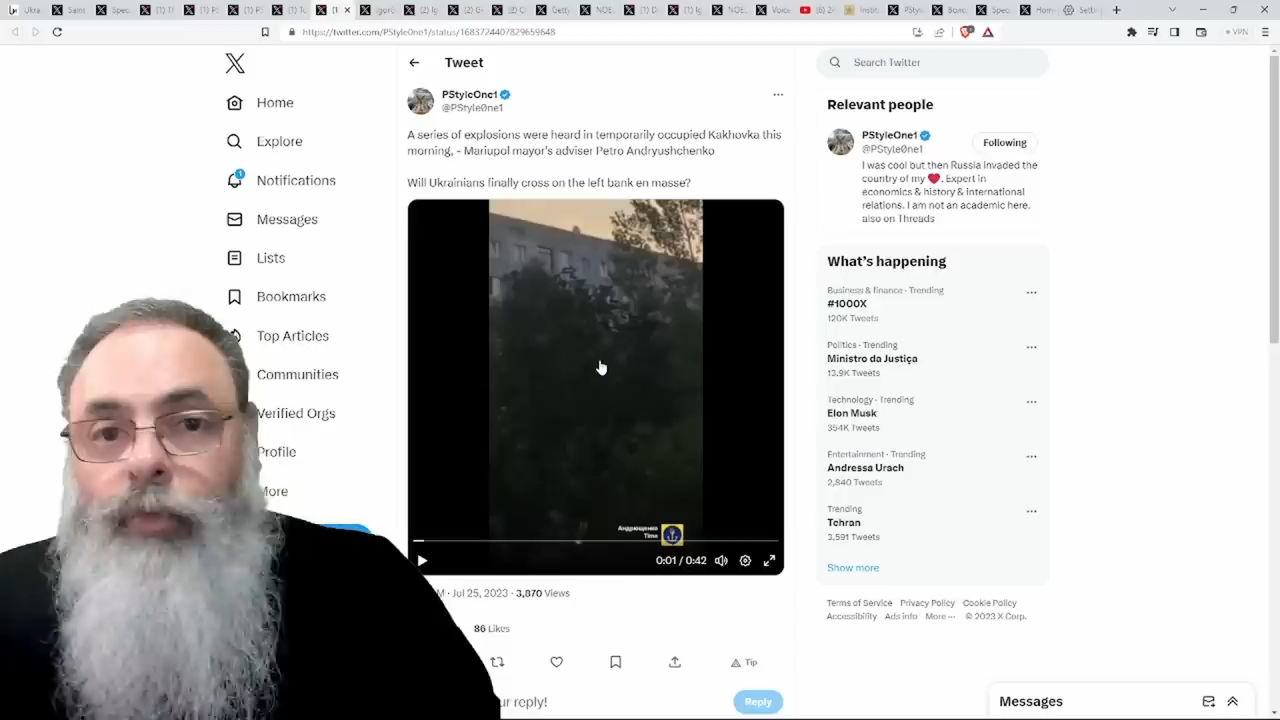 https://twitter.com/PStyle0ne1/status/1683724407829659648
VPN
Home
Explore
1
Notifications
Messages
Lists
Bookmarks
Top Articles
Communities
Verified Orgs
Profile
More
Tweet
PStyleOne1
@PStyle0ne1
A series of explosions were heard in temporarily occupied Kakhovka this
morning, - Mariupol mayor's adviser Petro Andryushchenko
Will Ukrainians finally cross on the left bank en masse?
Андрющенко
Time
0:01 / 0:42
M · Jul 25, 2023 · 3,870 Views
86 Likes
Tip
ur reply!
Reply
Search Twitter
Relevant people
PStyleOne1
@PStyle0ne1
Following
I was cool but then Russia invaded the
country of my ❤️. Expert in
economics & history & international
relations. I am not an academic here.
also on Threads
What's happening
Business & finance · Trending
#1000X
120K Tweets
Politics · Trending
Ministro da Justiça
13.9K Tweets
Technology · Trending
Elon Musk
354K Tweets
Entertainment · Trending
Andressa Urach
2,840 Tweets
Trending
Tehran
3,591 Tweets
Show more
Terms of Service Privacy Policy Cookie Policy
Accessibility Ads info More ··· © 2023 X Corp.
Messages